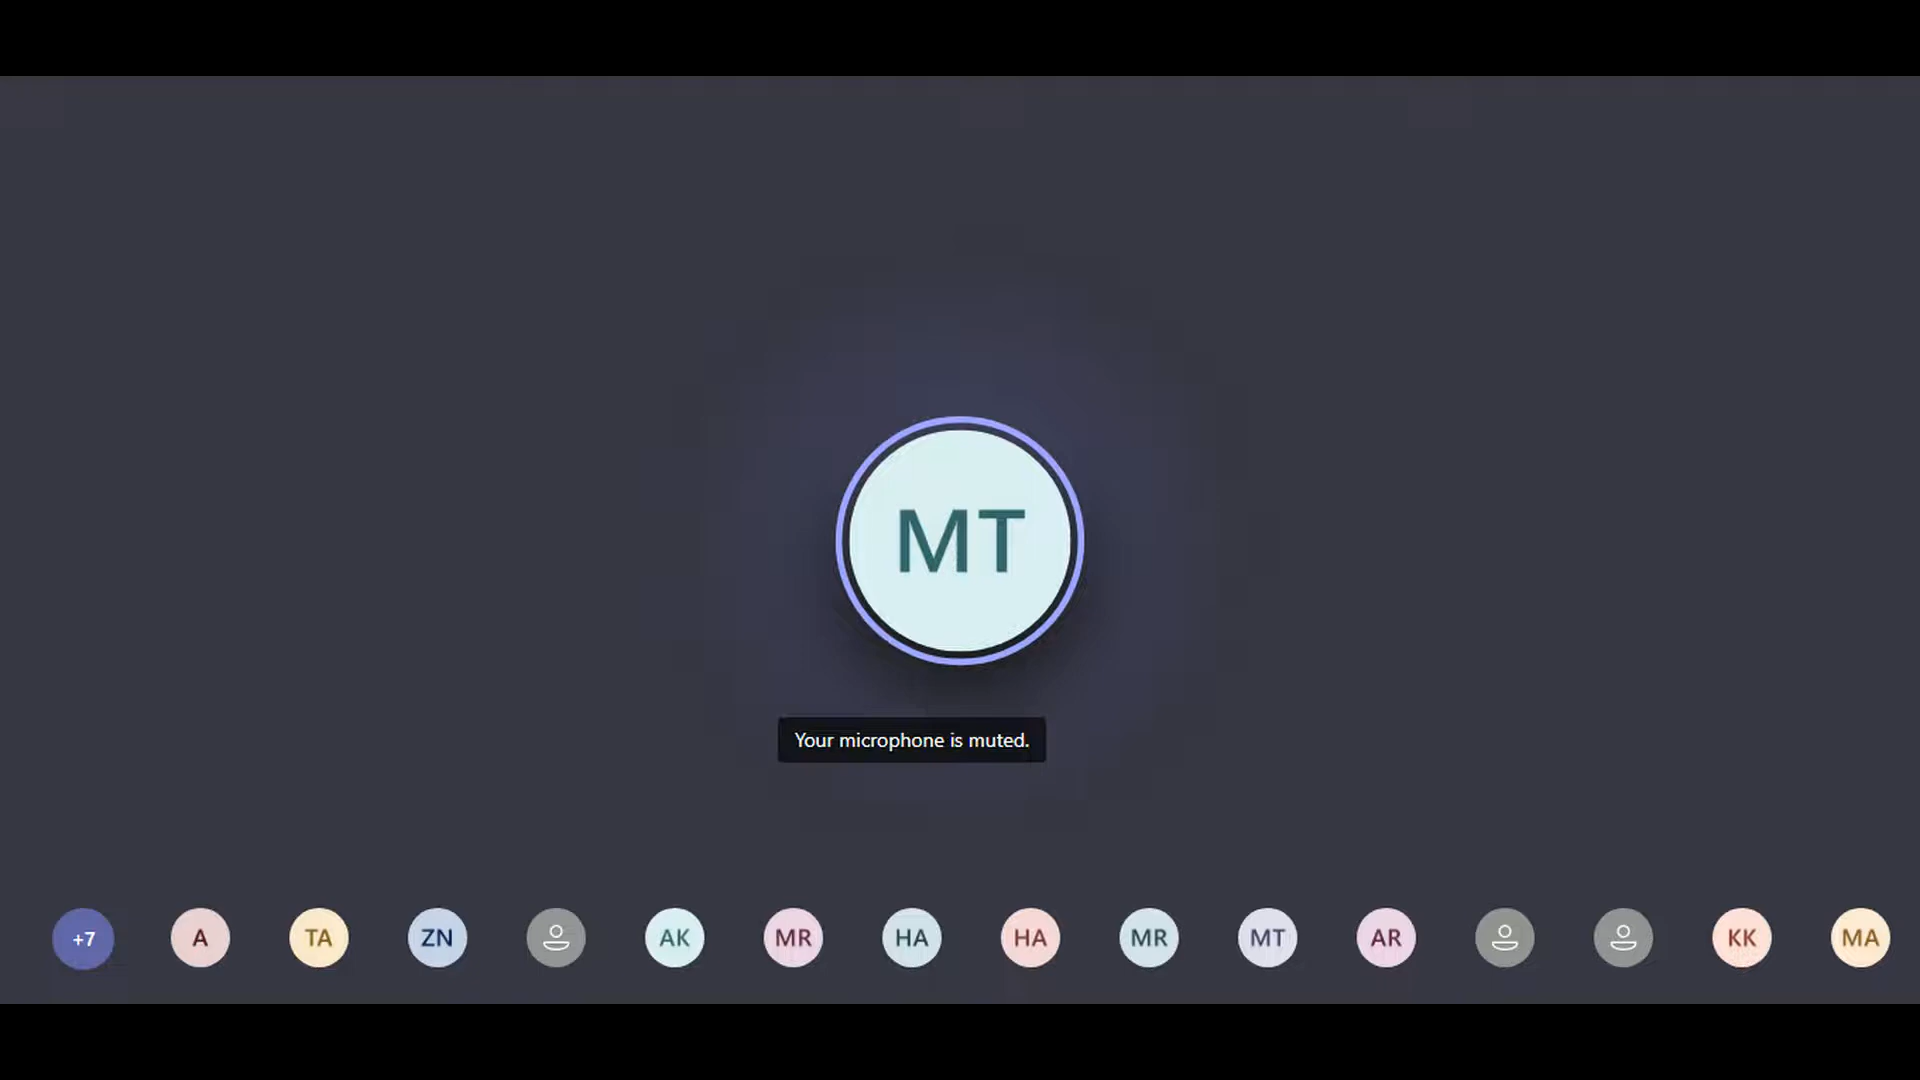 MT
Your microphone is muted.
+7 A TA ZN AK MR HA HA MR MT AR KK MA